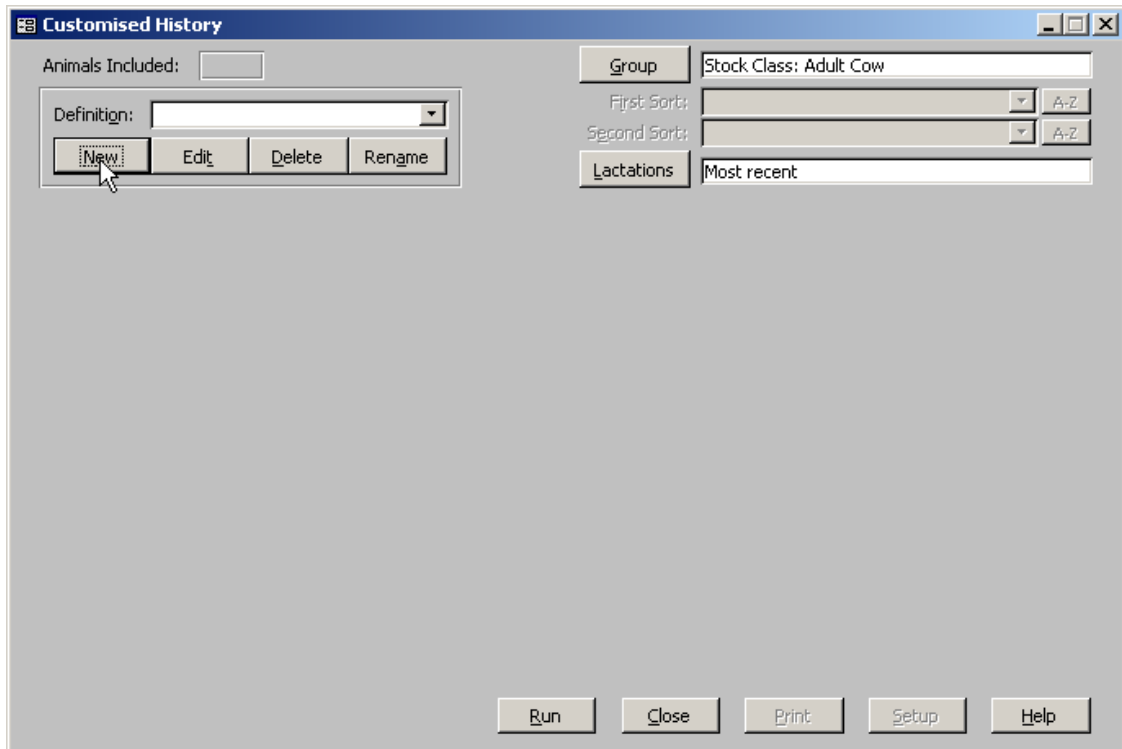 Customised History
Animals Included:
Group Stock Class: Adult Cow
Definition:
First Sort: A-Z
Second Sort: A-Z
New Edit Delete Rename
Lactations Most recent
Run Close Print Setup Help